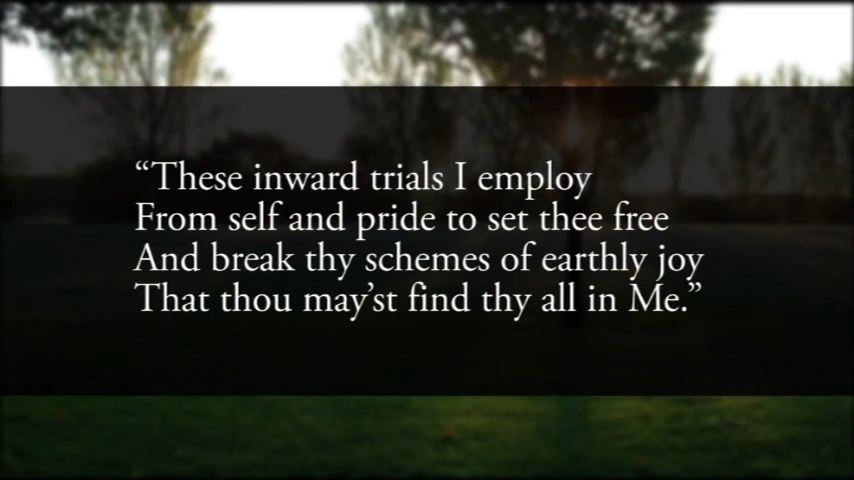 “These inward trials I employ
From self and pride to set thee free
And break thy schemes of earthly joy
That thou may’st find thy all in Me.”